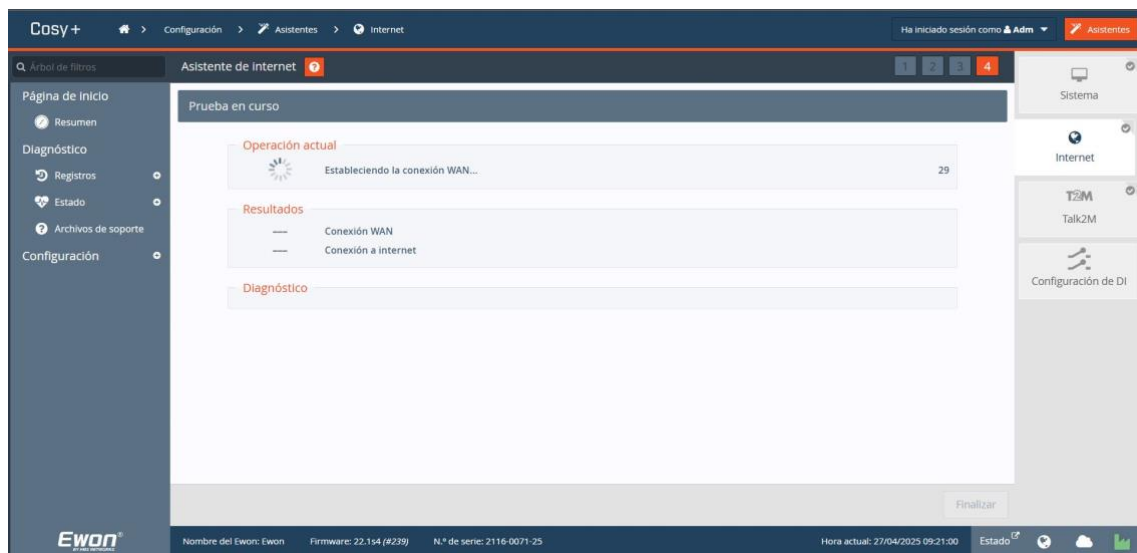 Cosy+ > Configuración > Asistentes > Internet Ha iniciado sesión como Adm Asistentes
Árbol de filtros
Asistente de internet ? 1 2 3 4
Sistema
Página de inicio
Prueba en curso
Resumen
Operación actual
Diagnóstico
Internet
Estableciendo la conexión WAN... 29
Registros
Estado
Resultados
T2M
Talk2M
Archivos de soporte
Conexión WAN
Conexión a internet
Configuración
Diagnóstico
Configuración de DI
Finalizar
Ewon®
BY HMS NETWORKS
Nombre del Ewon: Ewon Firmware: 22.1s4 (#239) N.º de serie: 2116-0071-25 Hora actual: 27/04/2025 09:21:00 Estado